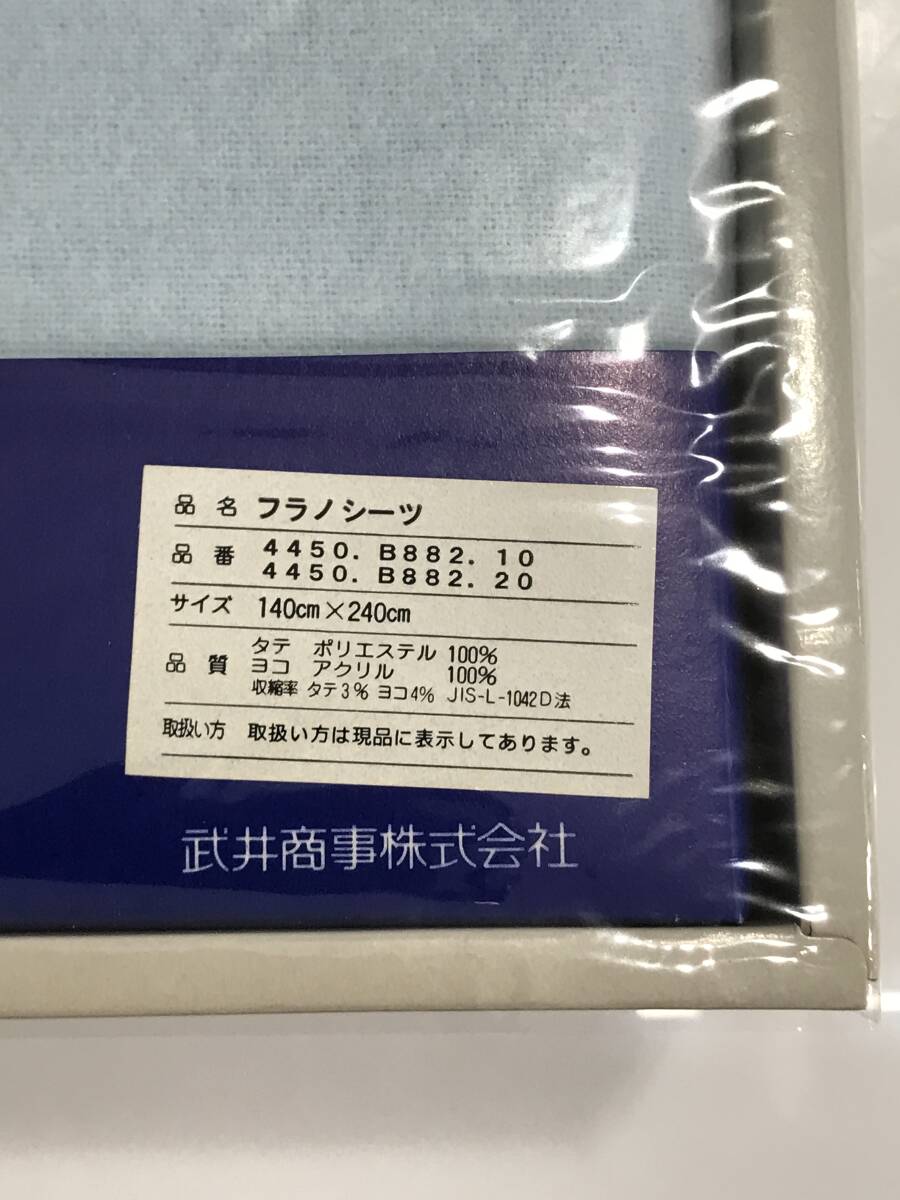 品名 フラノシーツ
品番 4450. B882. 10
4450. B882. 20
サイズ 140cm×240cm
品質 タテ ポリエステル 100%
ヨコ アクリル 100%
収縮率 タテ3% ヨコ4% JIS-L-1042D法
取扱い方 取扱い方は現品に表示してあります。
武井商事株式会社